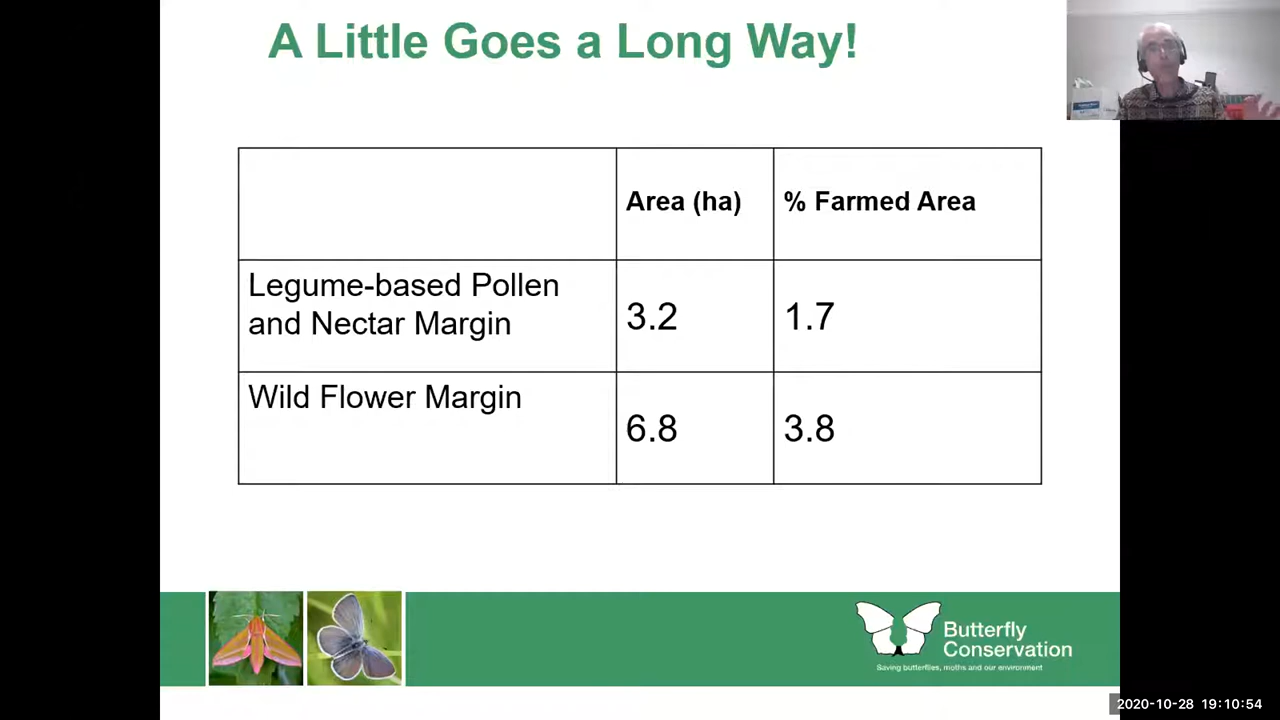 A Little Goes a Long Way!
Area (ha)
% Farmed Area
Legume-based Pollen
and Nectar Margin
3.2
1.7
Wild Flower Margin
6.8
3.8
Butterfly
Conservation
Saving butterflies, moths and our environment
2020-10-28 19:10:54